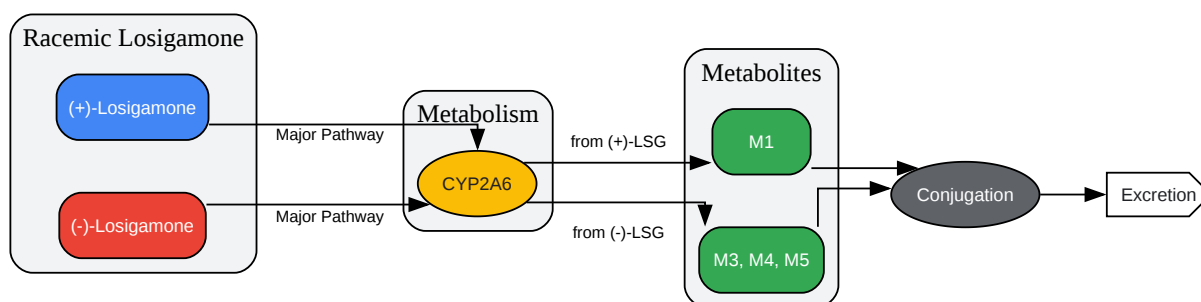 Racemic Losigamone
(+)-Losigamone
(-)-Losigamone
Major Pathway
Major Pathway
Metabolism
CYP2A6
from (+)-LSG
from (-)-LSG
Metabolites
M1
M3, M4, M5
Conjugation
Excretion